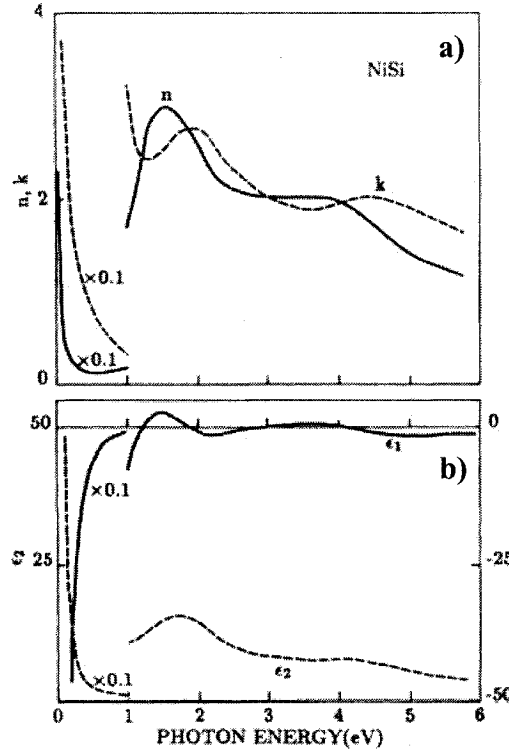 4
a)
NiSi
n
n, k
2
k
×0.1
×0.1
0
50
0
ϵ₁
b)
×0.1
ϵ₂
25
-25
ϵ₂
×0.1
-50
0 1 2 3 4 5 6
PHOTON ENERGY(eV)